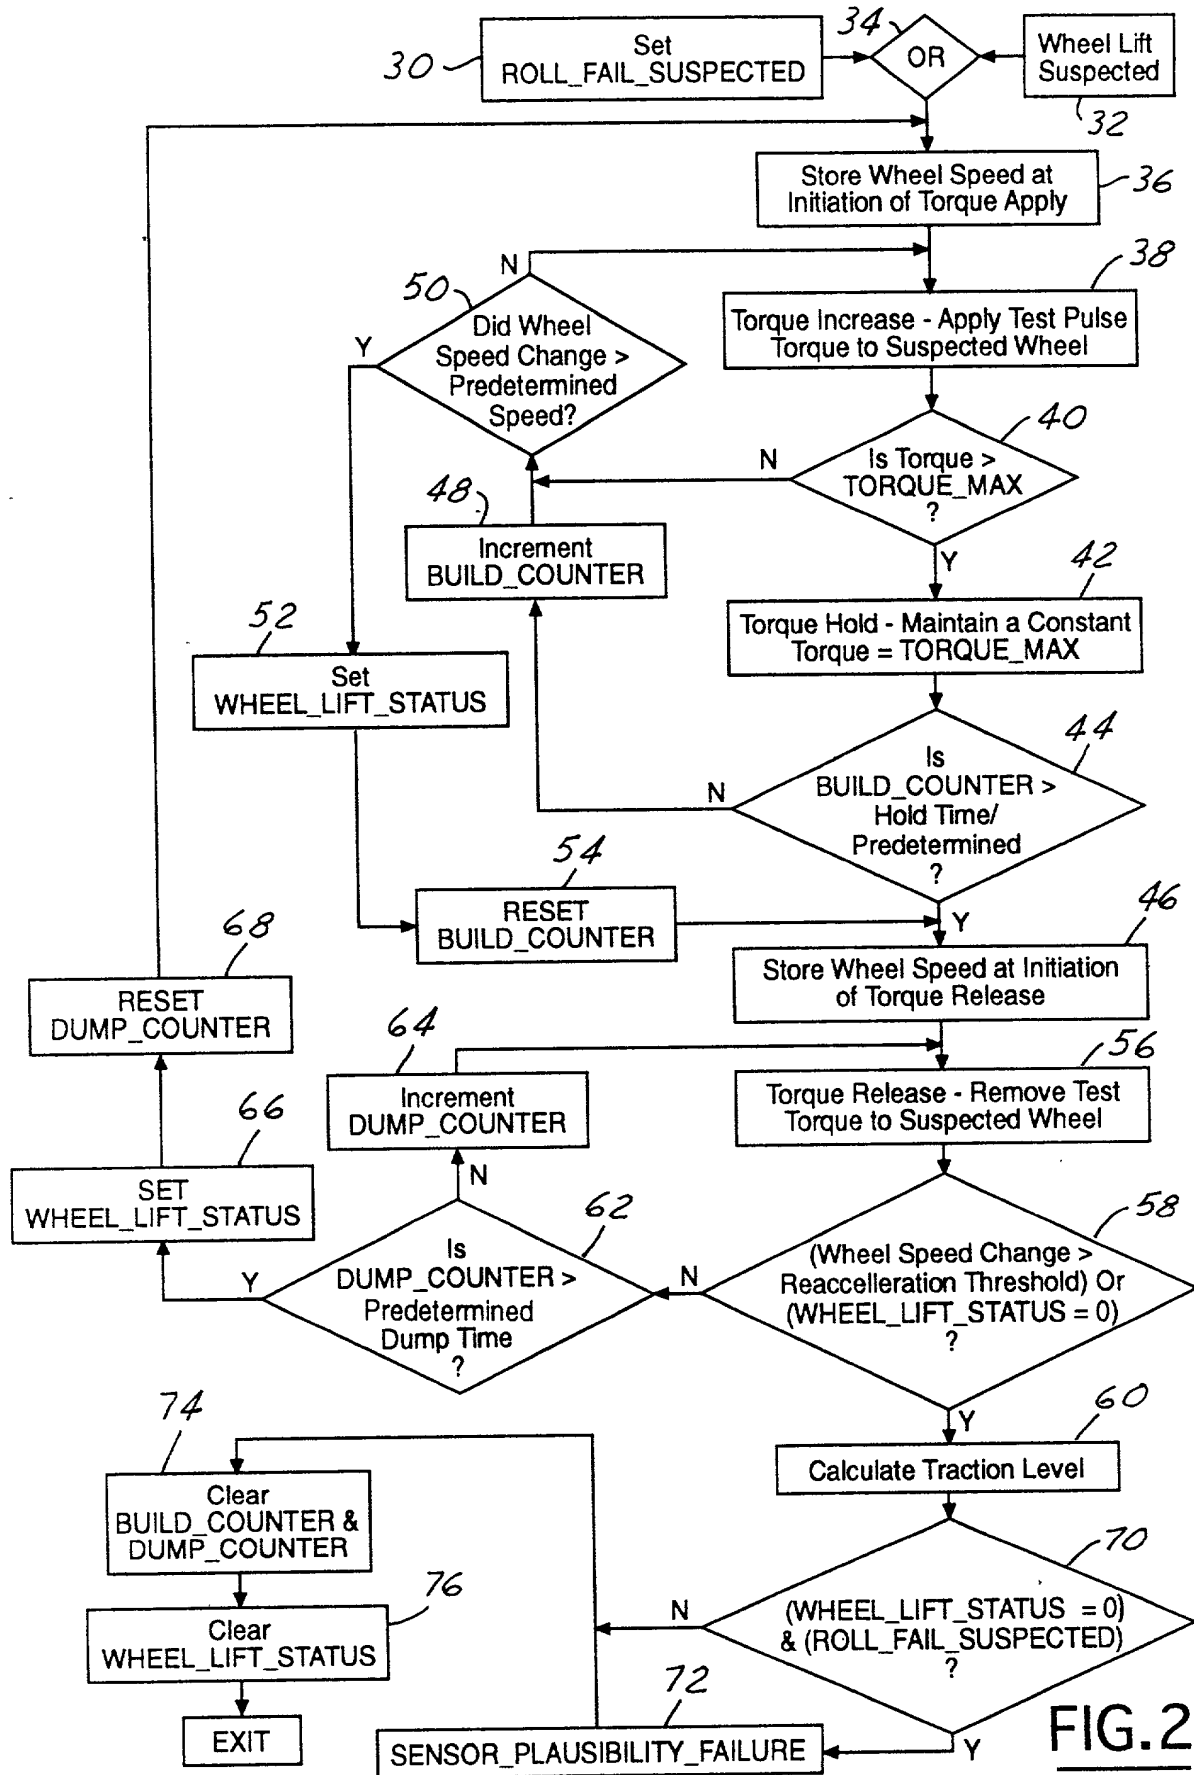 30
Set
ROLL_FAIL_SUSPECTED
34
OR
Wheel Lift
Suspected
32
Store Wheel Speed at
Initiation of Torque Apply
36
N
50
Did Wheel
Speed Change >
Predetermined
Speed?
Y
38
Torque Increase - Apply Test Pulse
Torque to Suspected Wheel
40
Is Torque >
TORQUE_MAX
?
N
Y
48
Increment
BUILD_COUNTER
42
Torque Hold - Maintain a Constant
Torque = TORQUE_MAX
52
Set
WHEEL_LIFT_STATUS
44
Is
BUILD_COUNTER >
Hold Time/
Predetermined
?
N
Y
54
RESET
BUILD_COUNTER
46
Store Wheel Speed at Initiation
of Torque Release
68
RESET
DUMP_COUNTER
64
Increment
DUMP_COUNTER
56
Torque Release - Remove Test
Torque to Suspected Wheel
66
SET
WHEEL_LIFT_STATUS
N
62
Is
DUMP_COUNTER >
Predetermined
Dump Time
?
Y
58
(Wheel Speed Change >
Reaccelleration Threshold) Or
(WHEEL_LIFT_STATUS = 0)
?
N
Y
60
Calculate Traction Level
74
Clear
BUILD_COUNTER &
DUMP_COUNTER
70
(WHEEL_LIFT_STATUS = 0)
& (ROLL_FAIL_SUSPECTED)
?
N
Y
76
Clear
WHEEL_LIFT_STATUS
EXIT
72
SENSOR_PLAUSIBILITY_FAILURE
FIG.2